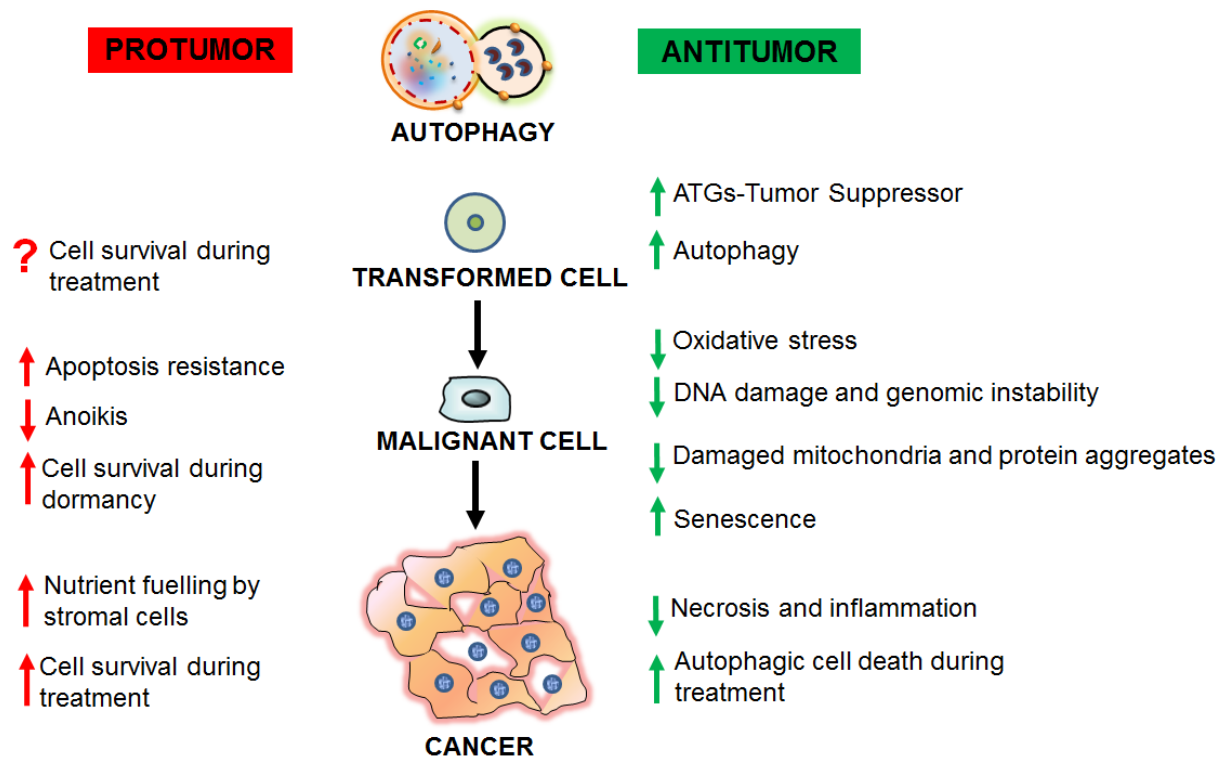 PROTUMOR
AUTOPHAGY
ANTITUMOR
? Cell survival during
treatment
Apoptosis resistance
Anoikis
Cell survival during
dormancy
Nutrient fuelling by
stromal cells
Cell survival during
treatment
TRANSFORMED CELL
MALIGNANT CELL
CANCER
ATGs-Tumor Suppressor
Autophagy
Oxidative stress
DNA damage and genomic instability
Damaged mitochondria and protein aggregates
Senescence
Necrosis and inflammation
Autophagic cell death during
treatment